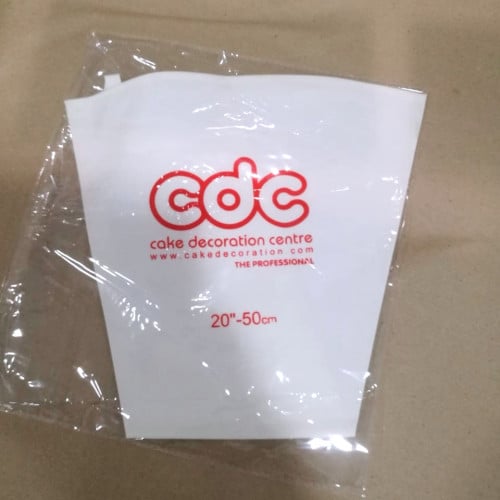 cdc
cake decoration centre
www.cakedecoration.com
THE PROFESSIONAL
20"-50cm